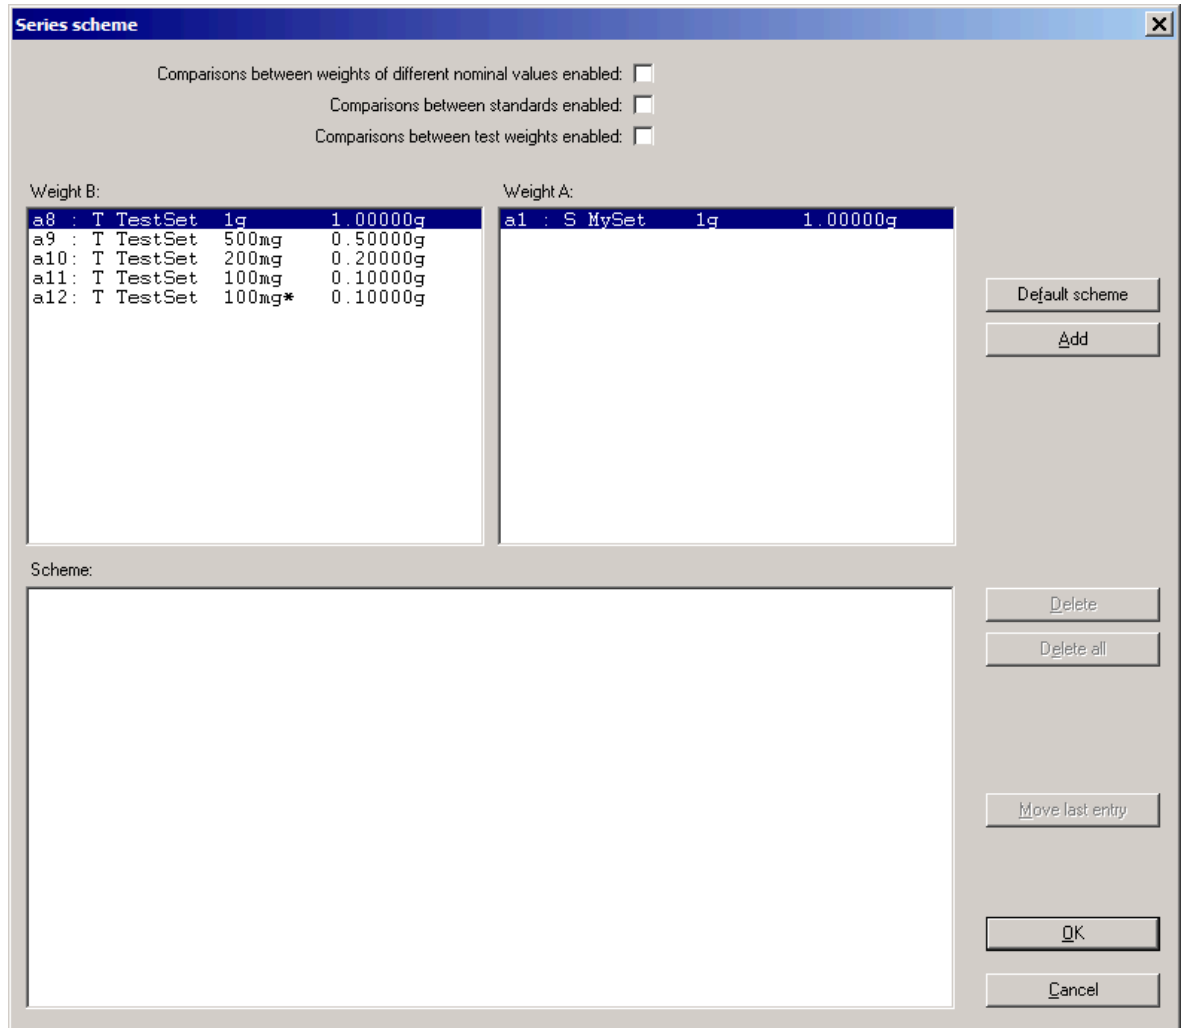 Series scheme
Comparisons between weights of different nominal values enabled:
Comparisons between standards enabled:
Comparisons between test weights enabled:
Weight B:
a8 : T TestSet 1g 1.00000g
a9 : T TestSet 500mg 0.50000g
a10: T TestSet 200mg 0.20000g
a11: T TestSet 100mg 0.10000g
a12: T TestSet 100mg* 0.10000g
Weight A:
a1 : S MySet 1g 1.00000g
Default scheme
Add
Scheme:
Delete
Delete all
Move last entry
OK
Cancel